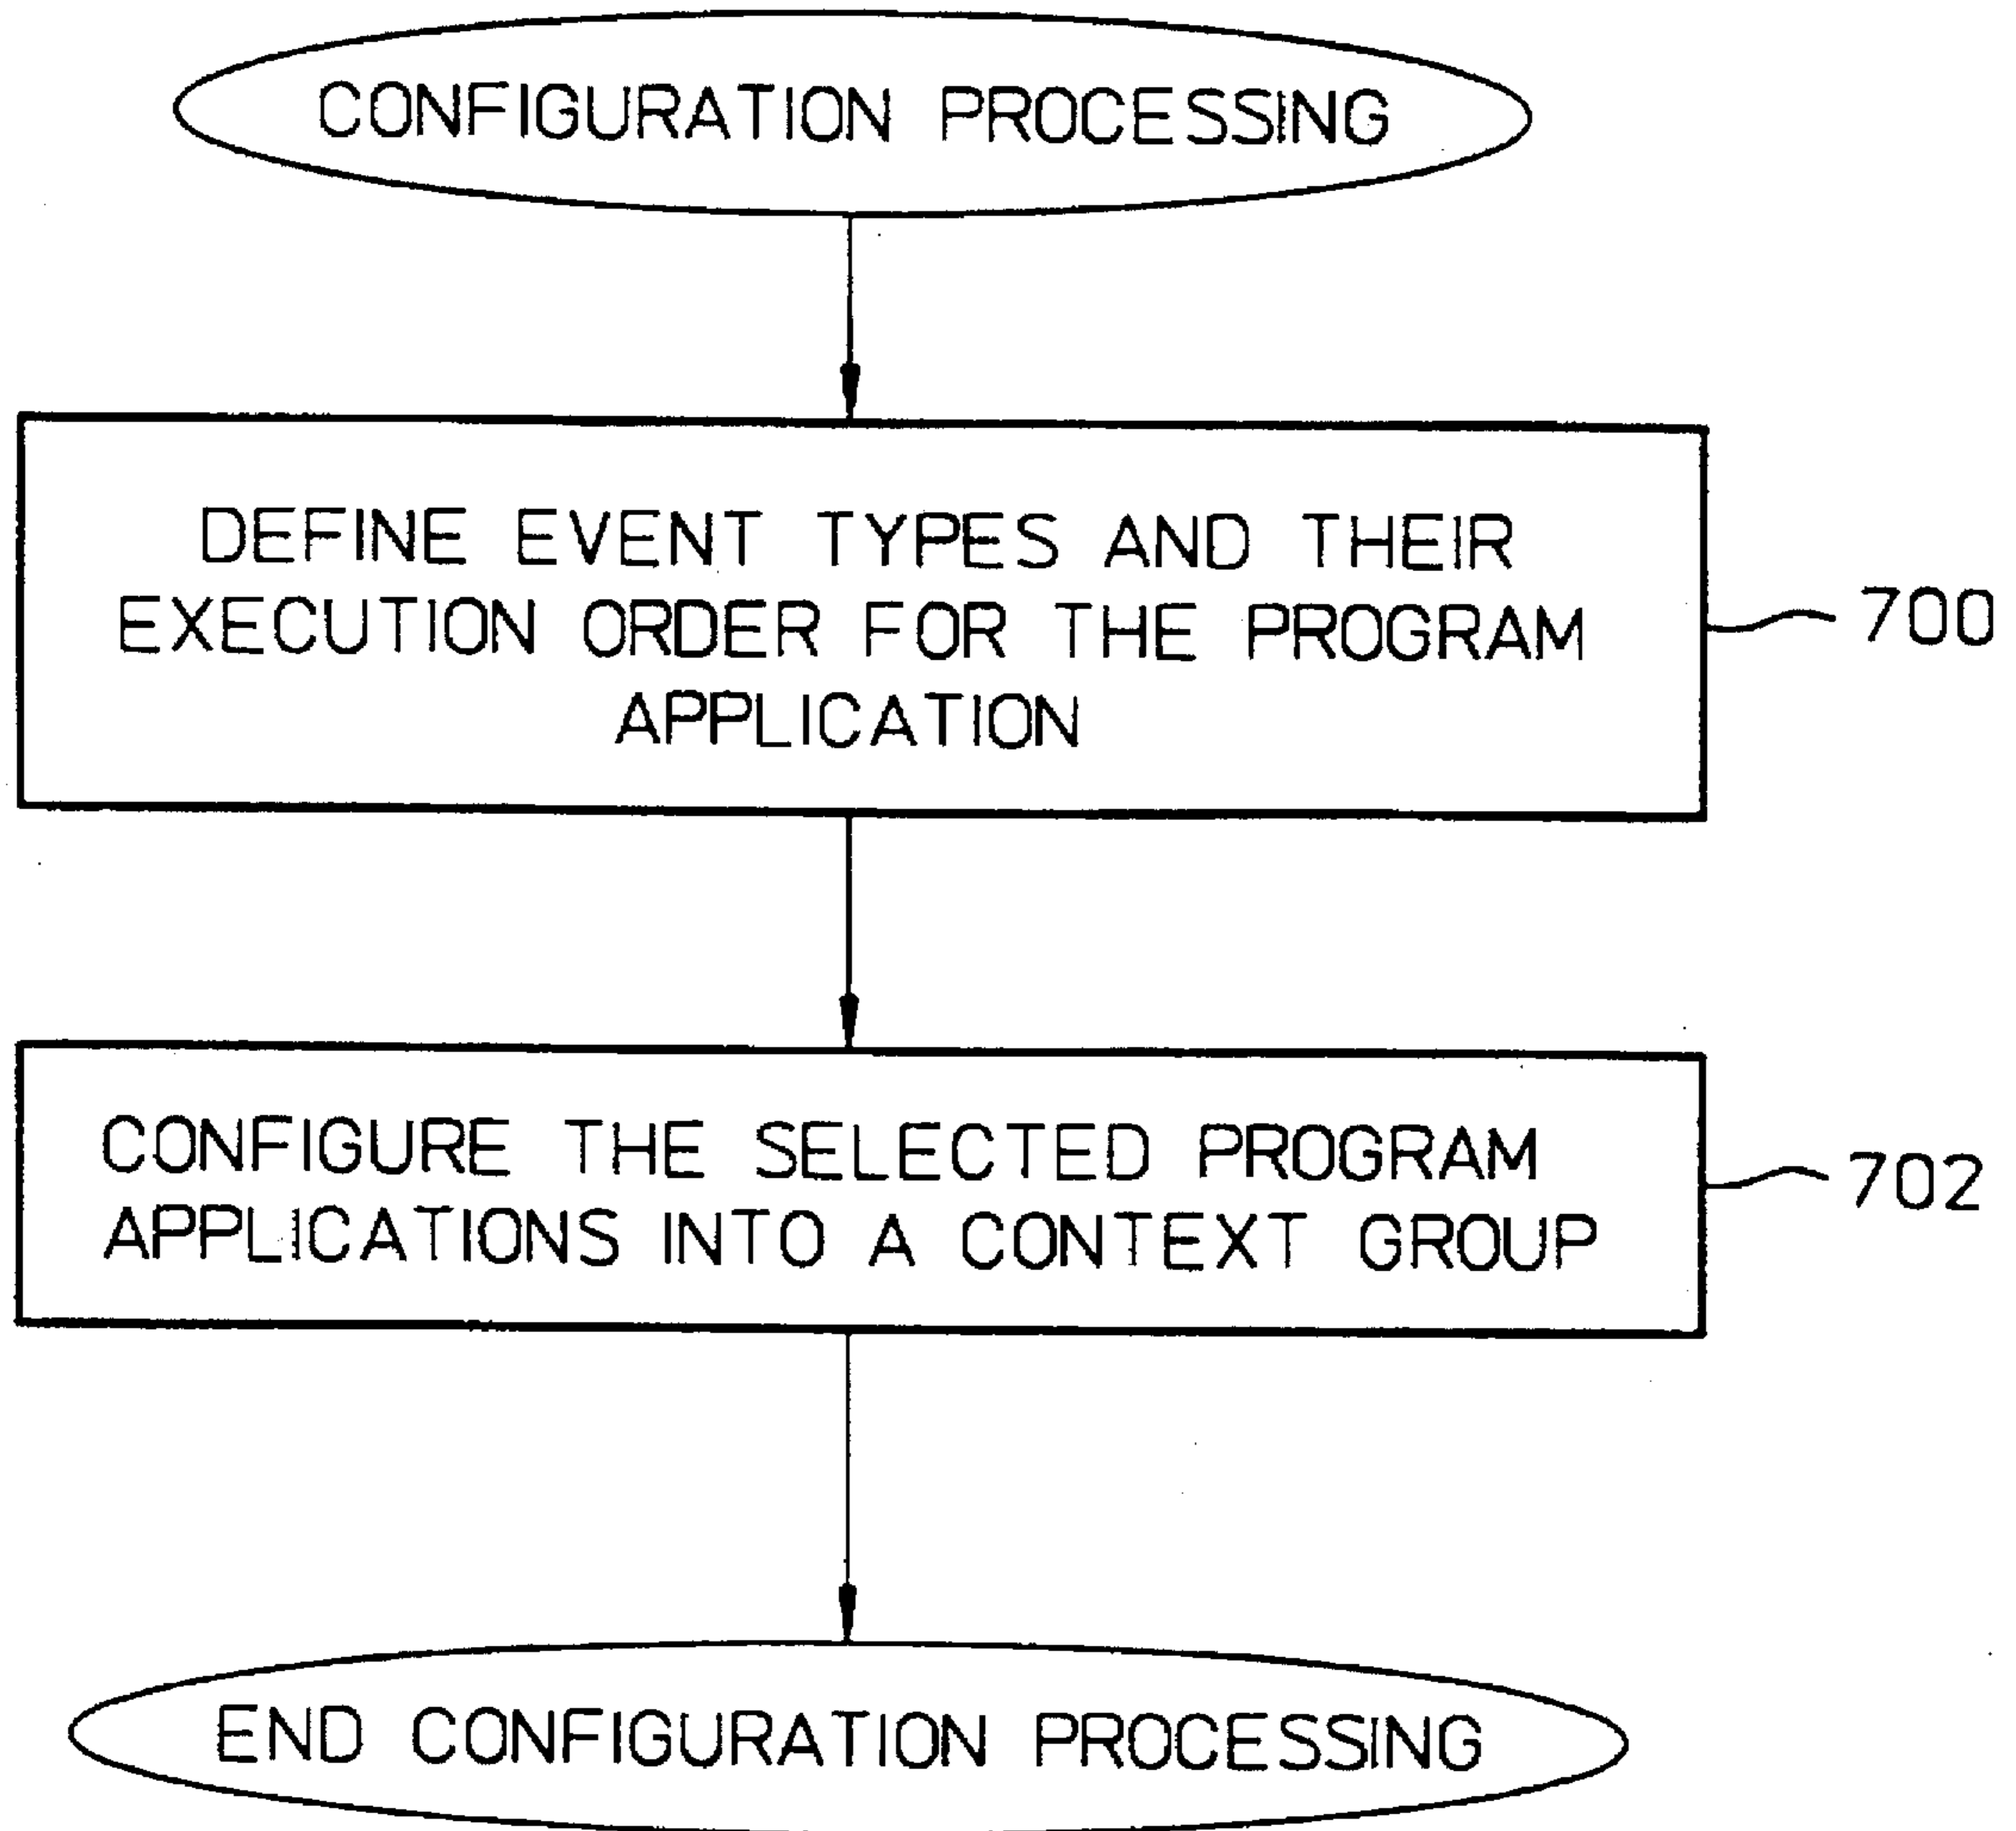 CONFIGURATION PROCESSING
DEFINE EVENT TYPES AND THEIR
EXECUTION ORDER FOR THE PROGRAM
APPLICATION
700
CONFIGURE THE SELECTED PROGRAM
APPLICATIONS INTO A CONTEXT GROUP
702
END CONFIGURATION PROCESSING